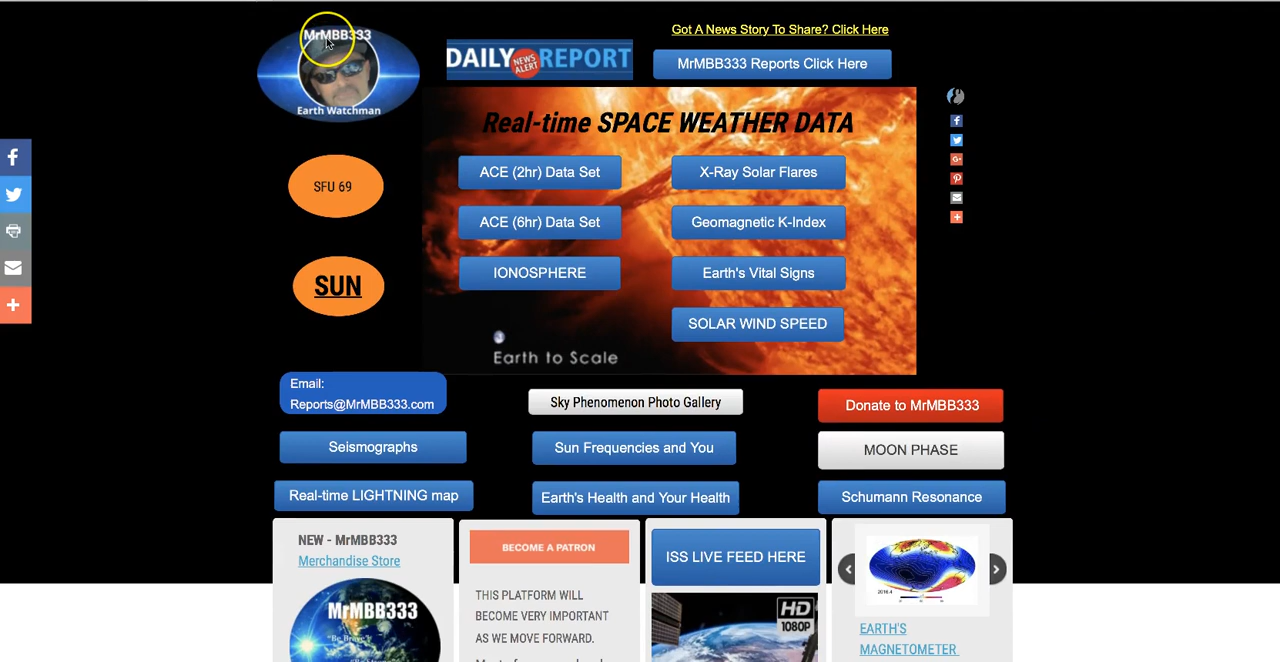 MrMBB333
Earth Watchman
DAILY NEWS ALERT REPORT
Got A News Story To Share? Click Here
MrMBB333 Reports Click Here
Real-time SPACE WEATHER DATA
SFU 69
ACE (2hr) Data Set
X-Ray Solar Flares
ACE (6hr) Data Set
Geomagnetic K-Index
SUN
IONOSPHERE
Earth's Vital Signs
SOLAR WIND SPEED
Earth to Scale
Email:
Reports@MrMBB333.com
Sky Phenomenon Photo Gallery
Donate to MrMBB333
Seismographs
Sun Frequencies and You
MOON PHASE
Real-time LIGHTNING map
Earth's Health and Your Health
Schumann Resonance
NEW - MrMBB333
Merchandise Store
MrMBB333
BECOME A PATRON
THIS PLATFORM WILL
BECOME VERY IMPORTANT
AS WE MOVE FORWARD.
ISS LIVE FEED HERE
HD
1080P
2016.4
EARTH'S
MAGNETOMETER